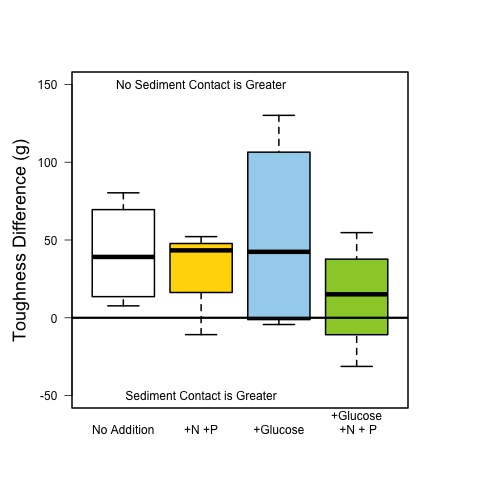 No Sediment Contact is Greater
150
100
50
0
-50
Toughness Difference (g)
Sediment Contact is Greater
No Addition
+N +P
+Glucose
+Glucose
+N + P